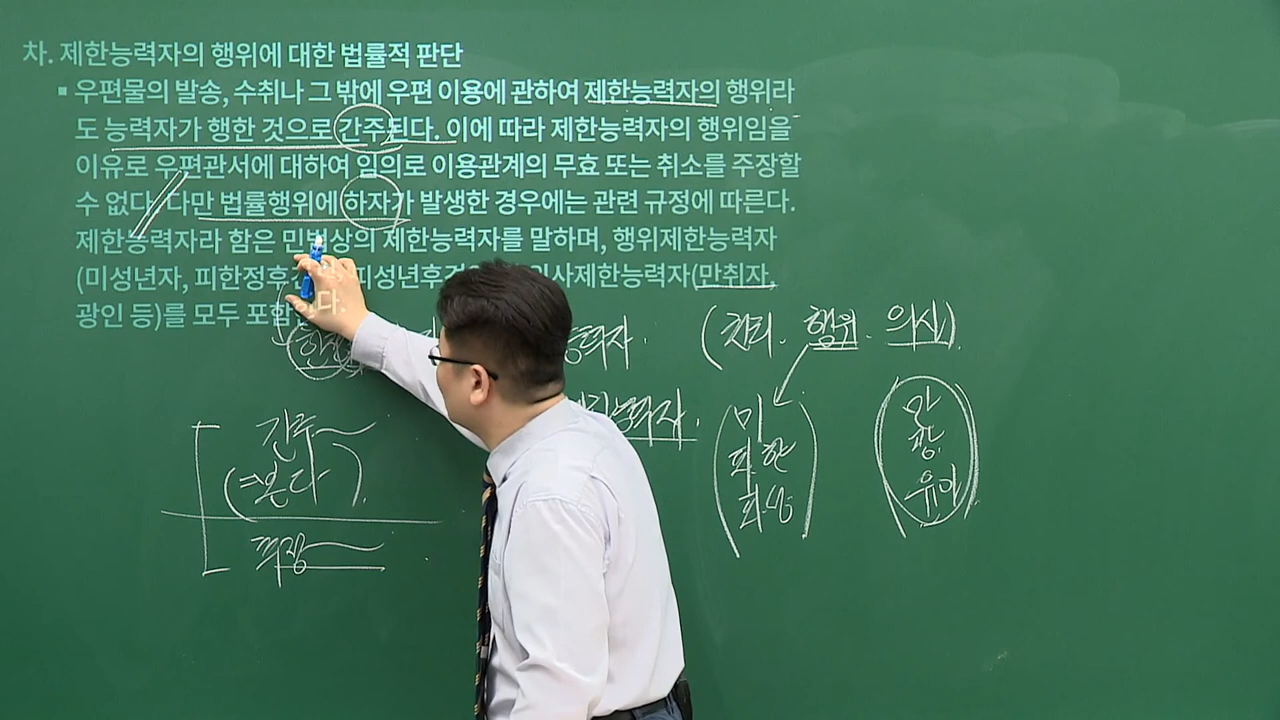 차. 제한능력자의 행위에 대한 법률적 판단
▪ 우편물의 발송, 수취나 그 밖에 우편 이용에 관하여 제한능력자의 행위라
도 능력자가 행한 것으로 간주된다. 이에 따라 제한능력자의 행위임을
이유로 우편관서에 대하여 임의로 이용관계의 무효 또는 취소를 주장할
수 없다. 다만 법률행위에 하자가 발생한 경우에는 관련 규정에 따른다.
제한능력자라 함은 민법상의 제한능력자를 말하며, 행위제한능력자
(미성년자, 피한정후 피성년후 사제한능력자(만취자,
광인 등)를 모두 포함 다.
능력자. (권리. 행위. 의사).
간주
(=본다).
추정
미
피.한
피.성
만
광.
유아